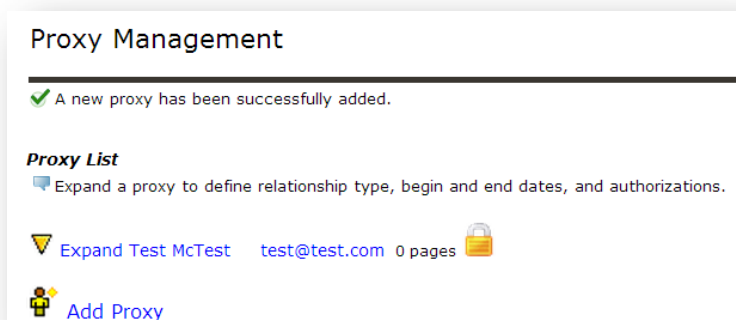 Proxy Management
A new proxy has been successfully added.
Proxy List
Expand a proxy to define relationship type, begin and end dates, and authorizations.
Expand Test McTest test@test.com 0 pages
Add Proxy